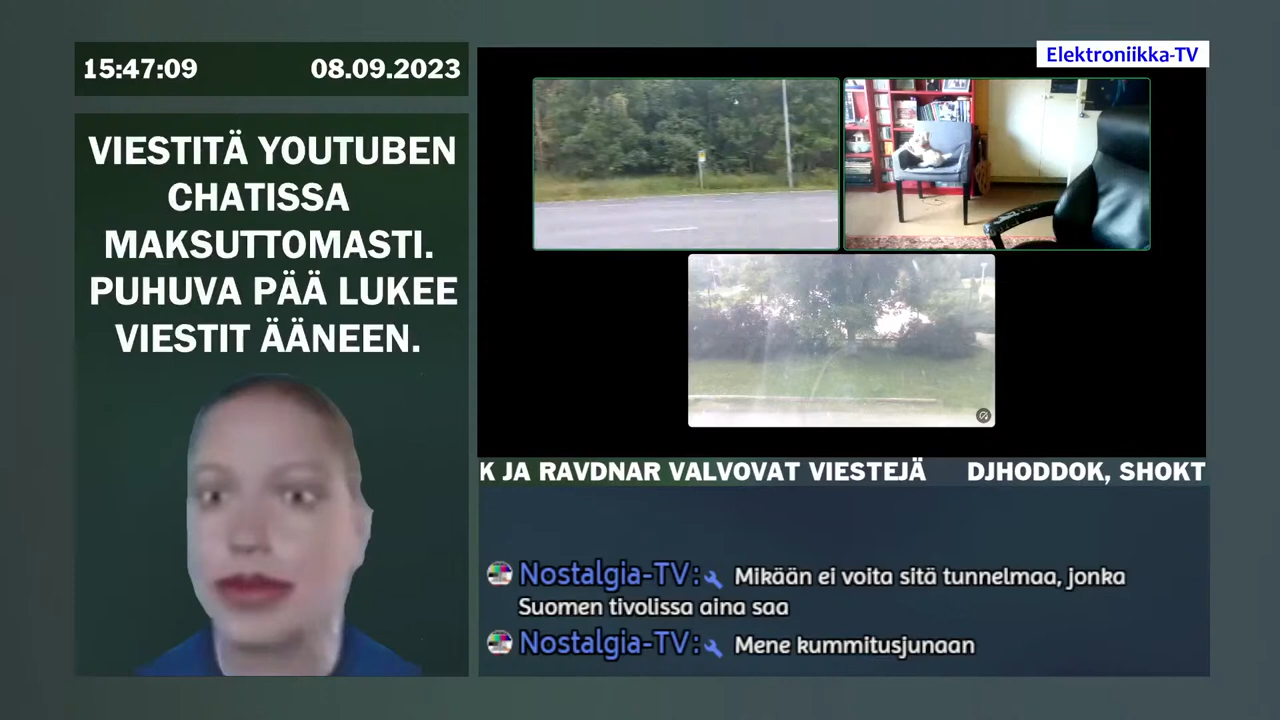 15:47:09
08.09.2023
VIESTITÄ YOUTUBEN
CHATISSA
MAKSUTTOMASTI.
PUHUVA PÄÄ LUKEE
VIESTIT ÄÄNEEN.
Elektroniikka-TV
K JA RAVDNAR VALVOVAT VIESTEJÄ DJHODDOK, SHOKT
Nostalgia-TV: Mikään ei voita sitä tunnelmaa, jonka
Suomen tivolissa aina saa
Nostalgia-TV: Mene kummitusjunaan